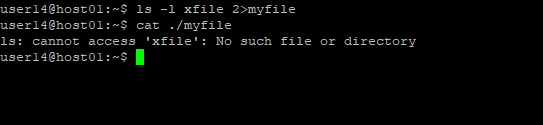 user14@host01:~$ ls -l xfile 2>myfile
user14@host01:~$ cat ./myfile
ls: cannot access 'xfile': No such file or directory
user14@host01:~$